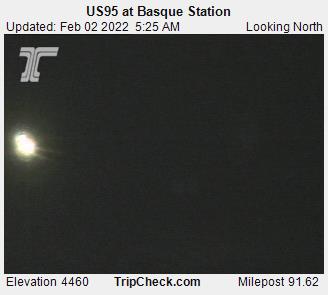 US95 at Basque Station
Updated: Feb 02 2022 5:25 AM Looking North
Elevation 4460 TripCheck.com Milepost 91.62